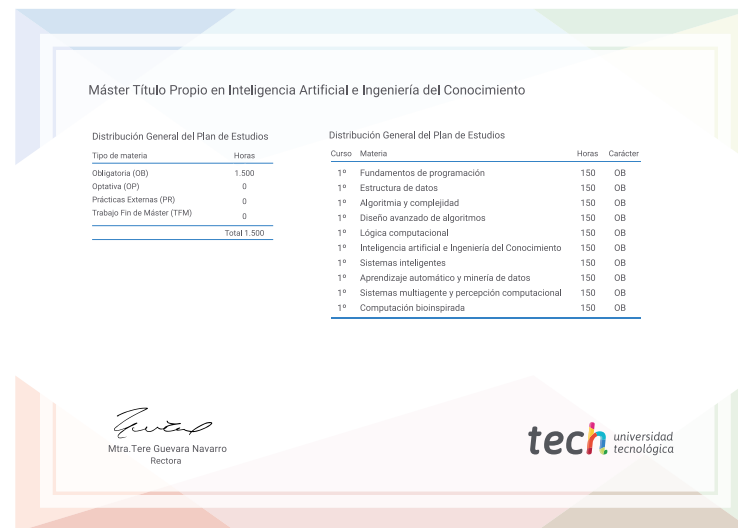 Máster Título Propio en Inteligencia Artificial e Ingeniería del Conocimiento
Distribución General del Plan de Estudios
Tipo de materia Horas
Obligatoria (OB) 1.500
Optativa (OP) 0
Prácticas Externas (PR) 0
Trabajo Fin de Máster (TFM) 0
Total 1.500
Distribución General del Plan de Estudios
Curso Materia Horas Carácter
1º Fundamentos de programación 150 OB
1º Estructura de datos 150 OB
1º Algoritmia y complejidad 150 OB
1º Diseño avanzado de algoritmos 150 OB
1º Lógica computacional 150 OB
1º Inteligencia artificial e Ingeniería del Conocimiento 150 OB
1º Sistemas inteligentes 150 OB
1º Aprendizaje automático y minería de datos 150 OB
1º Sistemas multiagente y percepción computacional 150 OB
1º Computación bioinspirada 150 OB
Mtra.Tere Guevara Navarro
Rectora
tech universidad
tecnológica